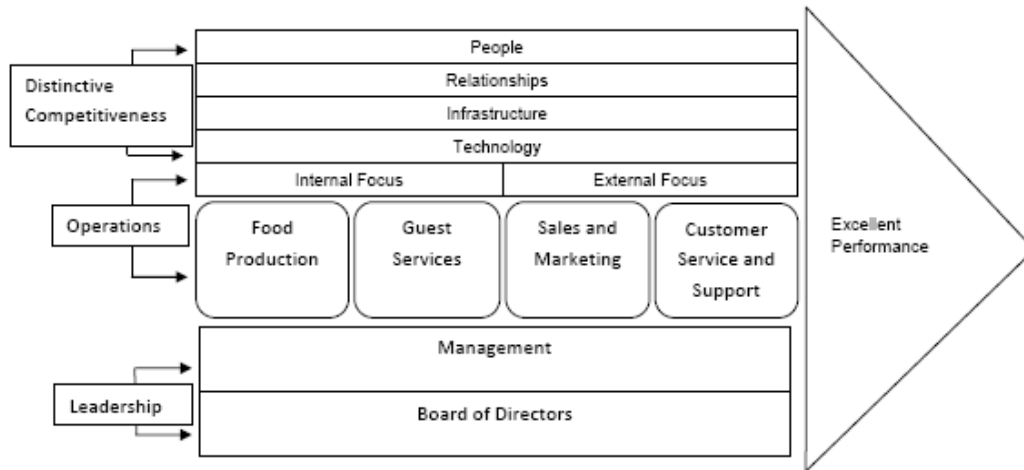 People
Relationships
Infrastructure
Technology
Distinctive
Competitiveness
Internal Focus
External Focus
Operations
Food
Production
Guest
Services
Sales and
Marketing
Customer
Service and
Support
Management
Board of Directors
Leadership
Excellent
Performance